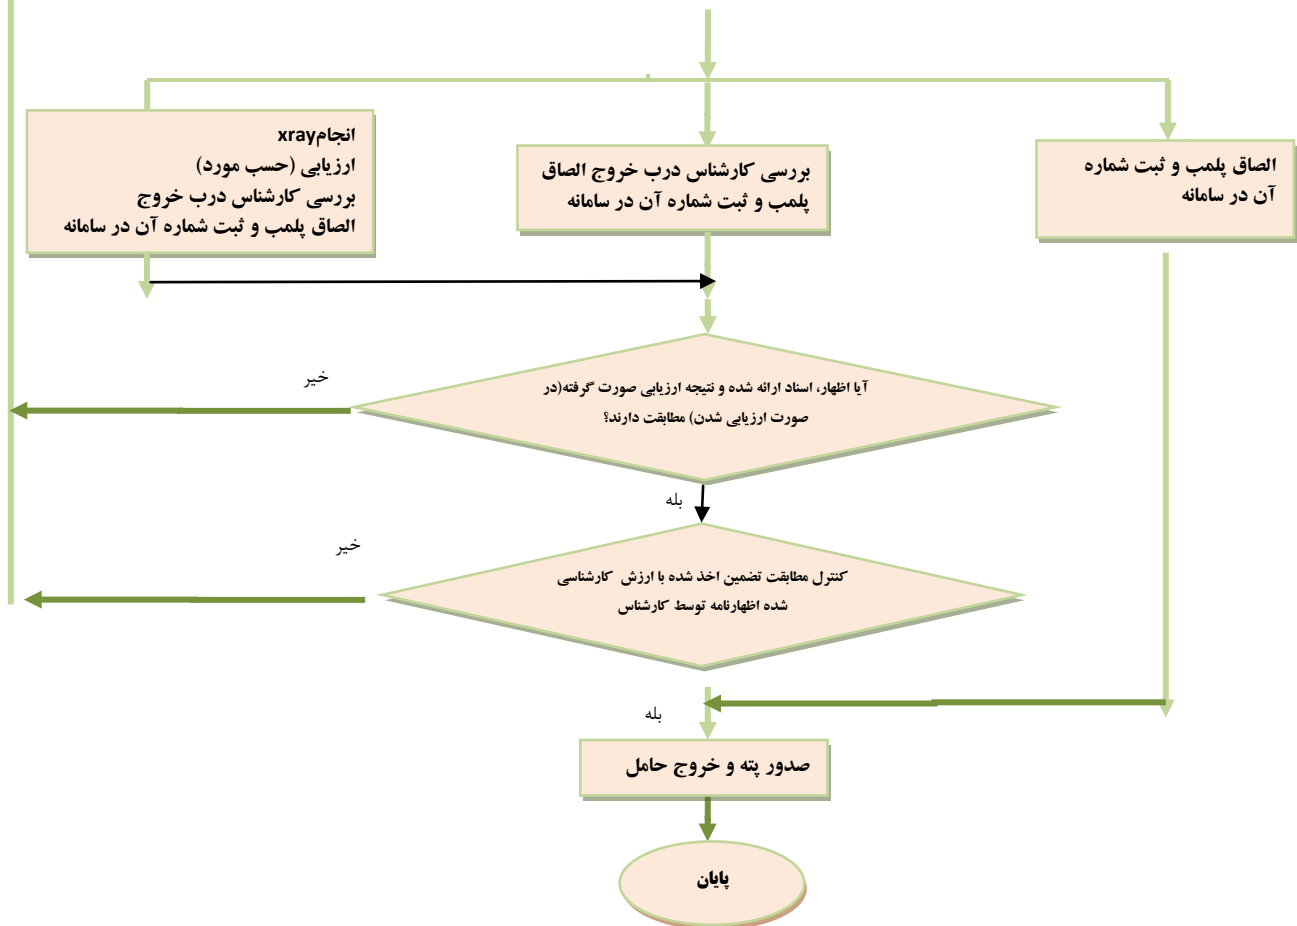 انجامxray
ارزیابی (حسب مورد)
بررسی کارشناس درب خروج
الصاق پلمب و ثبت شماره آن در سامانه
بررسی کارشناس درب خروج الصاق
پلمب و ثبت شماره آن در سامانه
الصاق پلمب و ثبت شماره
آن در سامانه
خیر
آیا اظهار، اسناد ارائه شده و نتیجه ارزیابی صورت گرفته(در
صورت ارزیابی شدن) مطابقت دارند؟
بله
خیر
کنترل مطابقت تضمین اخذ شده با ارزش کارشناسی
شده اظهارنامه توسط کارشناس
بله
صدور پته و خروج حامل
پایان